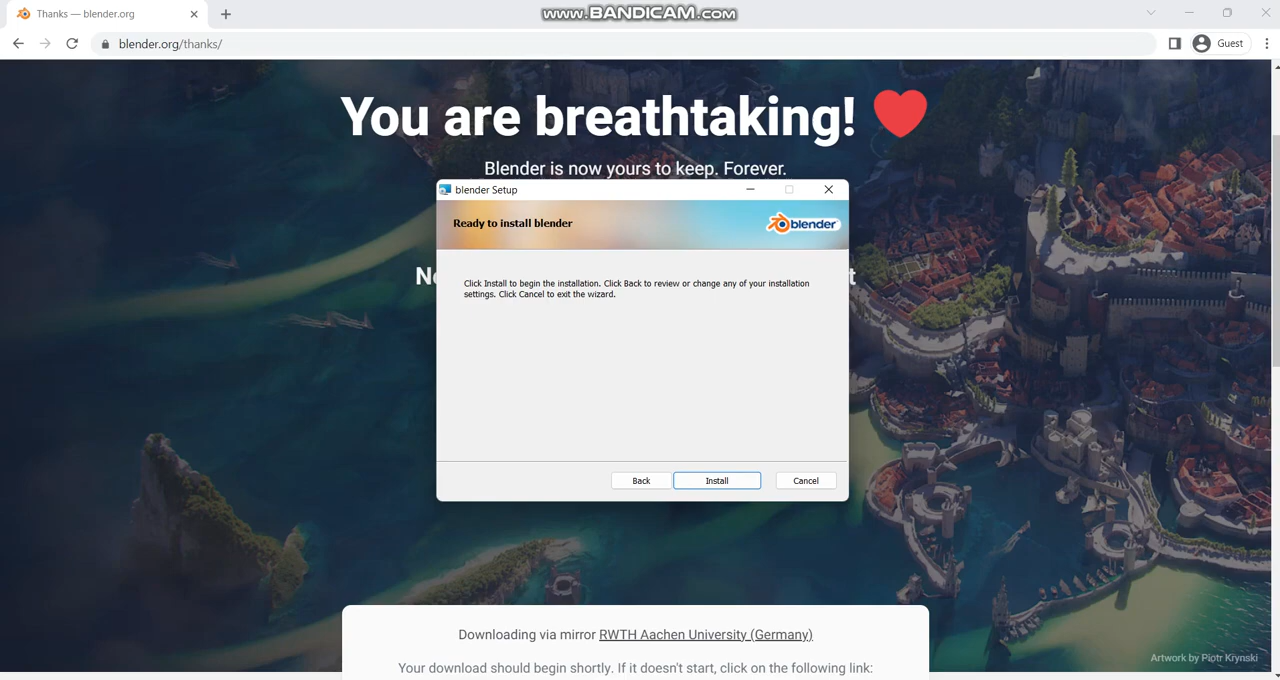 Thanks — blender.org
www.BANDICAM.com
blender.org/thanks/
Guest
You are breathtaking!
Blender is now yours to keep. Forever.
blender Setup
Ready to install blender
blender
Click Install to begin the installation. Click Back to review or change any of your installation
settings. Click Cancel to exit the wizard.
Back
Install
Cancel
Downloading via mirror RWTH Aachen University (Germany)
Your download should begin shortly. If it doesn't start, click on the following link:
Artwork by Piotr Krynski